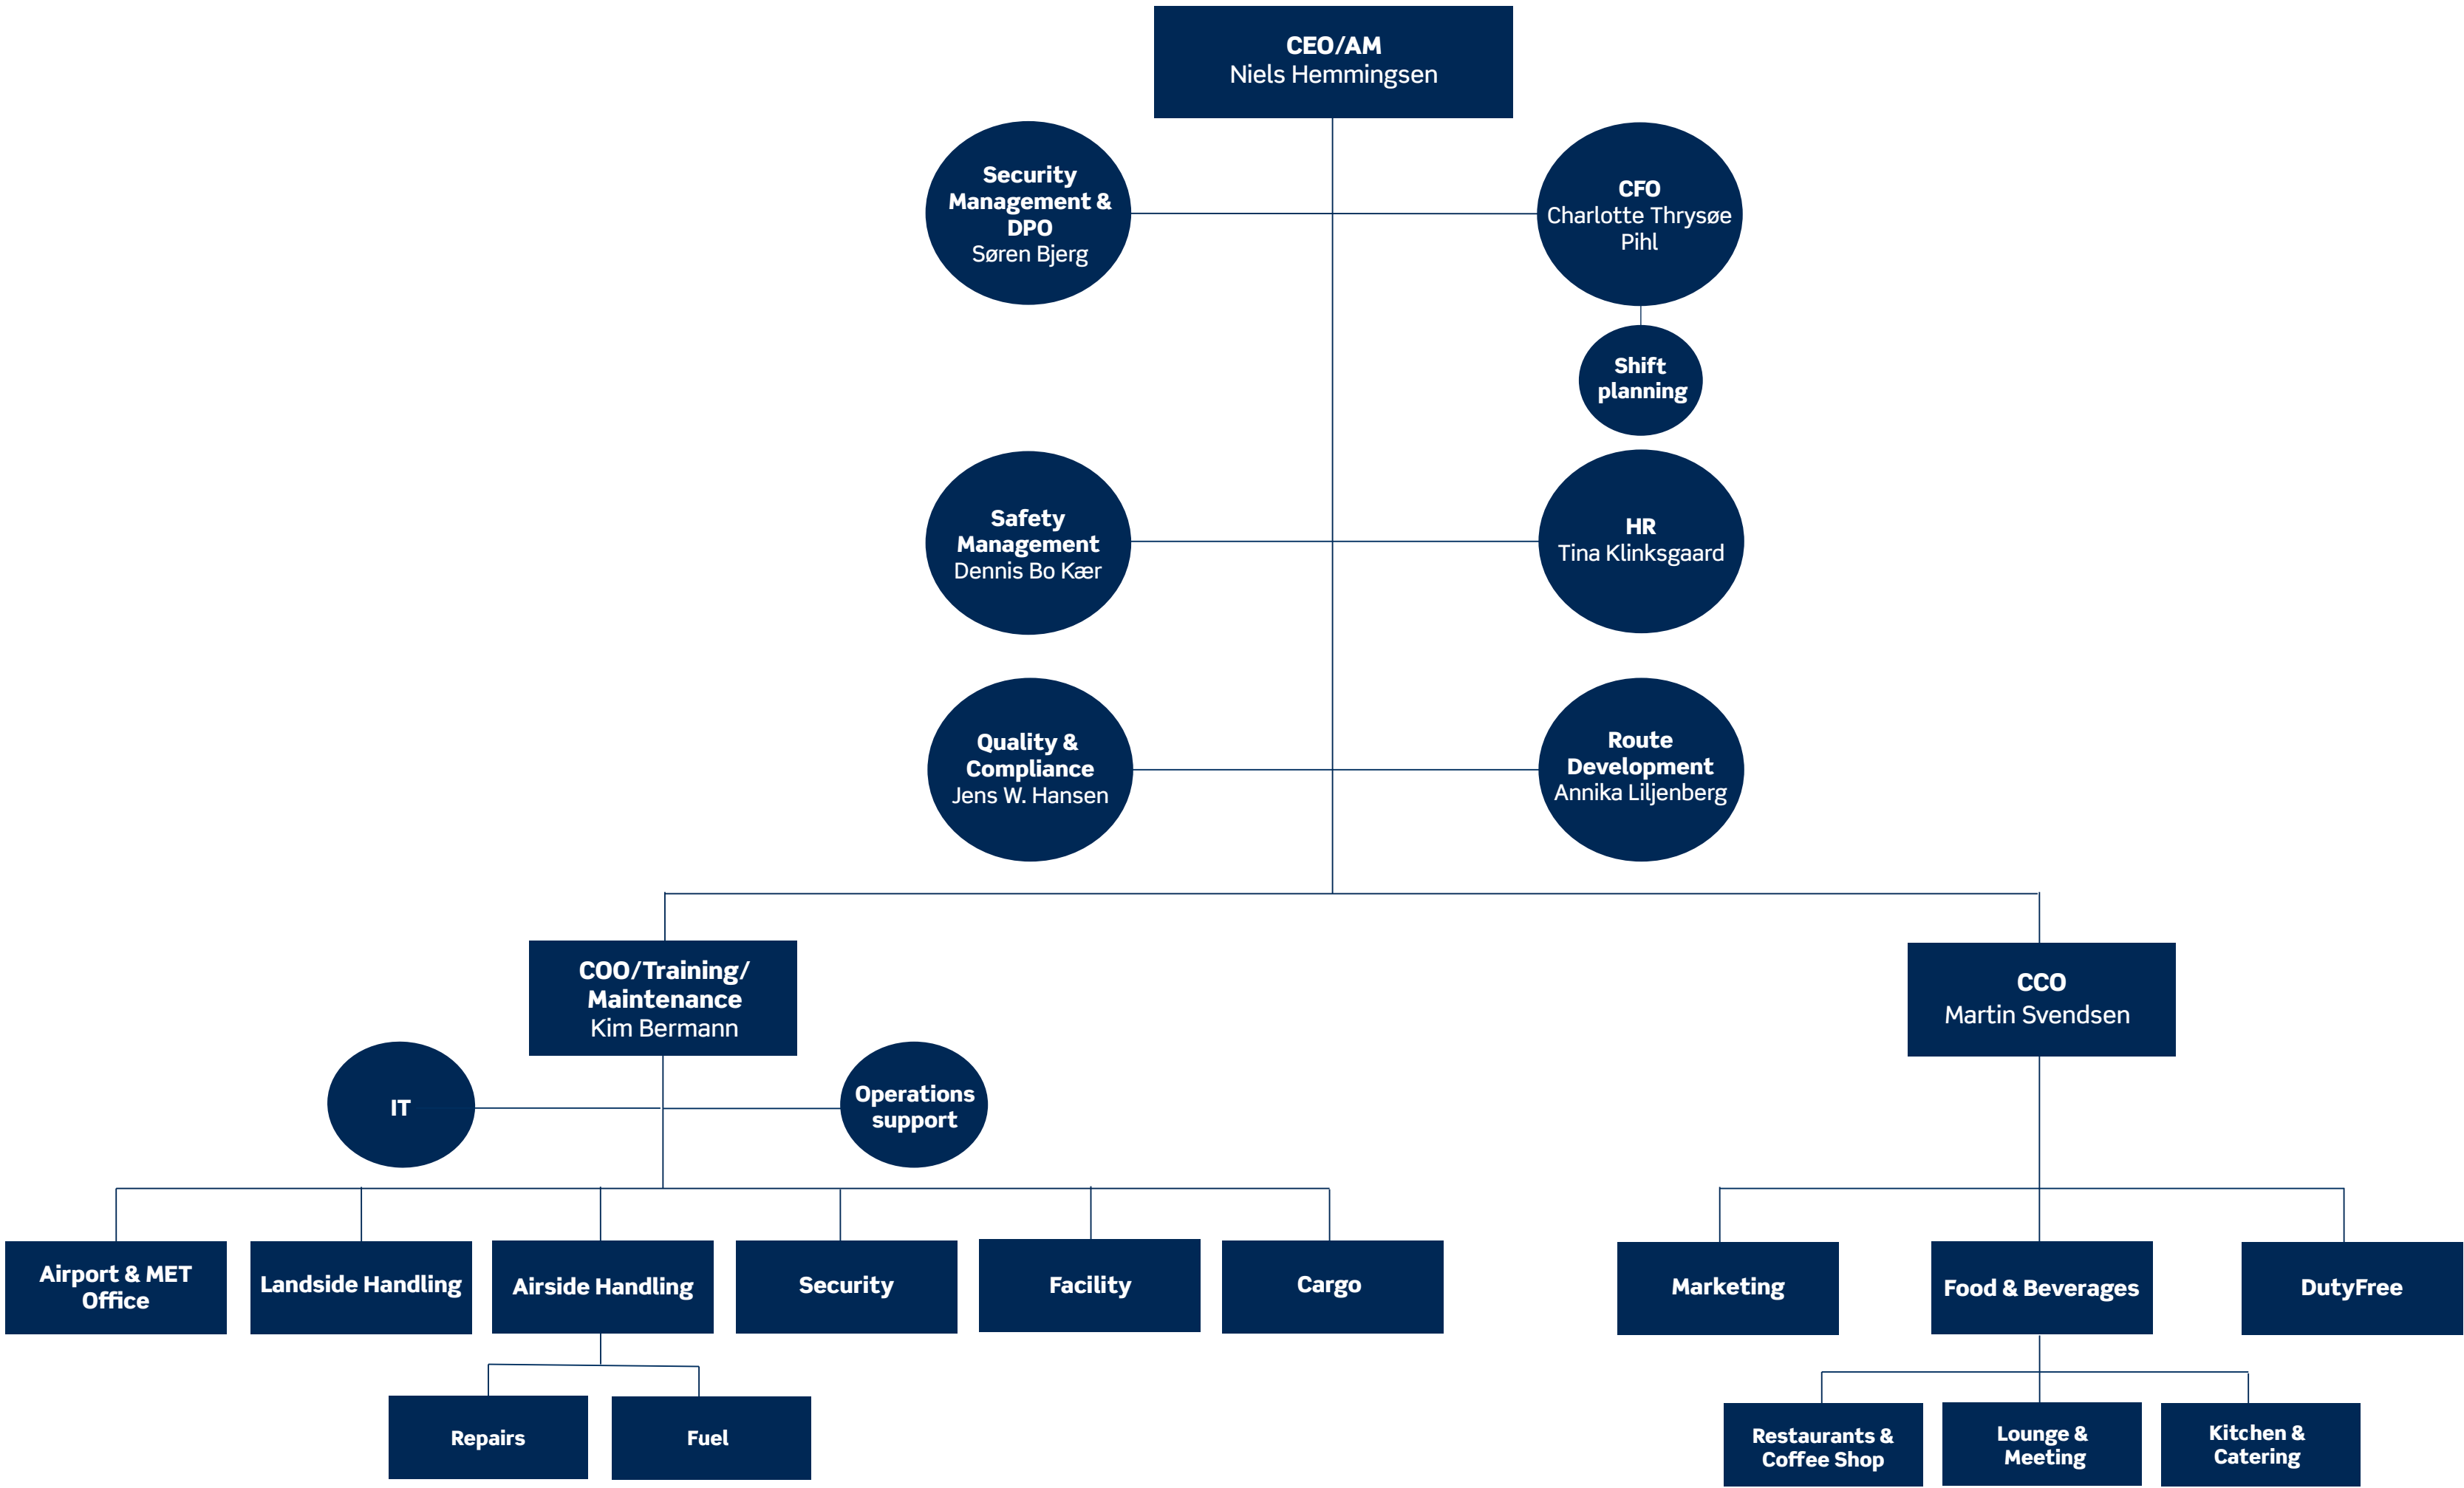 CEO/AM
Niels Hemmingsen
Security
Management &
DPO
Søren Bjerg
CFO
Charlotte Thrysøe
Pihl
Shift
planning
Safety
Management
Dennis Bo Kær
HR
Tina Klinksgaard
Quality &
Compliance
Jens W. Hansen
Route
Development
Annika Liljenberg
COO/Training/
Maintenance
Kim Bermann
CCO
Martin Svendsen
IT
Operations
support
Airport & MET
Office
Landside Handling
Airside Handling
Security
Facility
Cargo
Marketing
Food & Beverages
DutyFree
Repairs
Fuel
Restaurants &
Coffee Shop
Lounge &
Meeting
Kitchen &
Catering